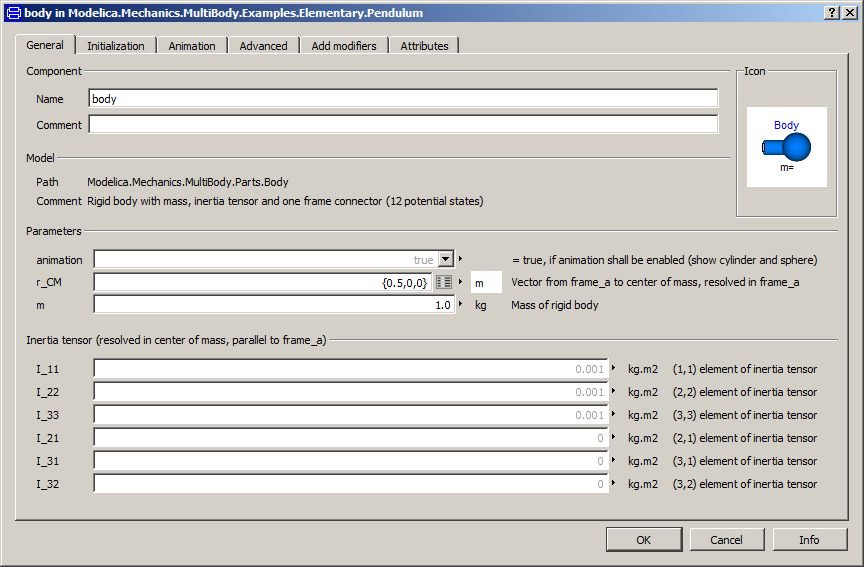 body in Modelica.Mechanics.MultiBody.Examples.Elementary.Pendulum
General Initialization Animation Advanced Add modifiers Attributes
Component
Icon
Name body
Comment
Body
m=
Model
Path Modelica.Mechanics.MultiBody.Parts.Body
Comment Rigid body with mass, inertia tensor and one frame connector (12 potential states)
Parameters
animation true = true, if animation shall be enabled (show cylinder and sphere)
r_CM {0.5,0,0} m Vector from frame_a to center of mass, resolved in frame_a
m 1.0 kg Mass of rigid body
Inertia tensor (resolved in center of mass, parallel to frame_a)
I_11 0.001 kg.m2 (1,1) element of inertia tensor
I_22 0.001 kg.m2 (2,2) element of inertia tensor
I_33 0.001 kg.m2 (3,3) element of inertia tensor
I_21 0 kg.m2 (2,1) element of inertia tensor
I_31 0 kg.m2 (3,1) element of inertia tensor
I_32 0 kg.m2 (3,2) element of inertia tensor
OK Cancel Info